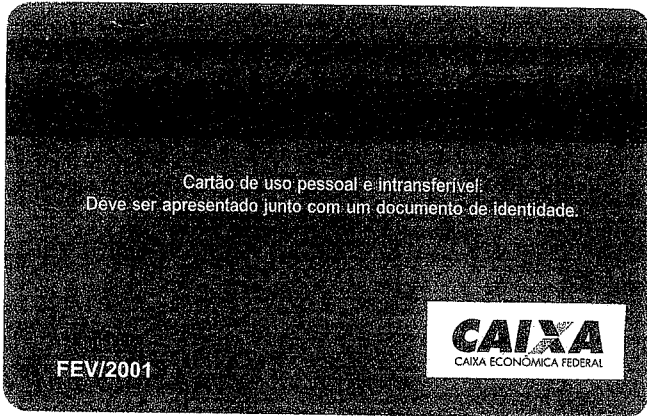 Cartão de uso pessoal e intransferível.
Deve ser apresentado junto com um documento de identidade.
CAIXA
CAIXA ECONÔMICA FEDERAL
FEV/2001